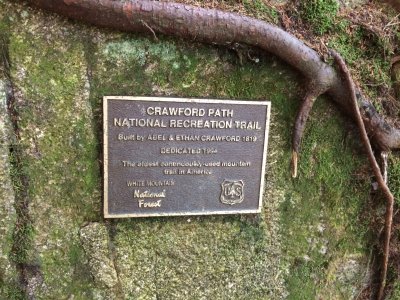 CRAWFORD PATH
NATIONAL RECREATION TRAIL
Built by ABEL & ETHAN CRAWFORD 1819
DEDICATED 1994
The oldest continuously-used mountain
trail in America
WHITE MOUNTAIN
National
Forest